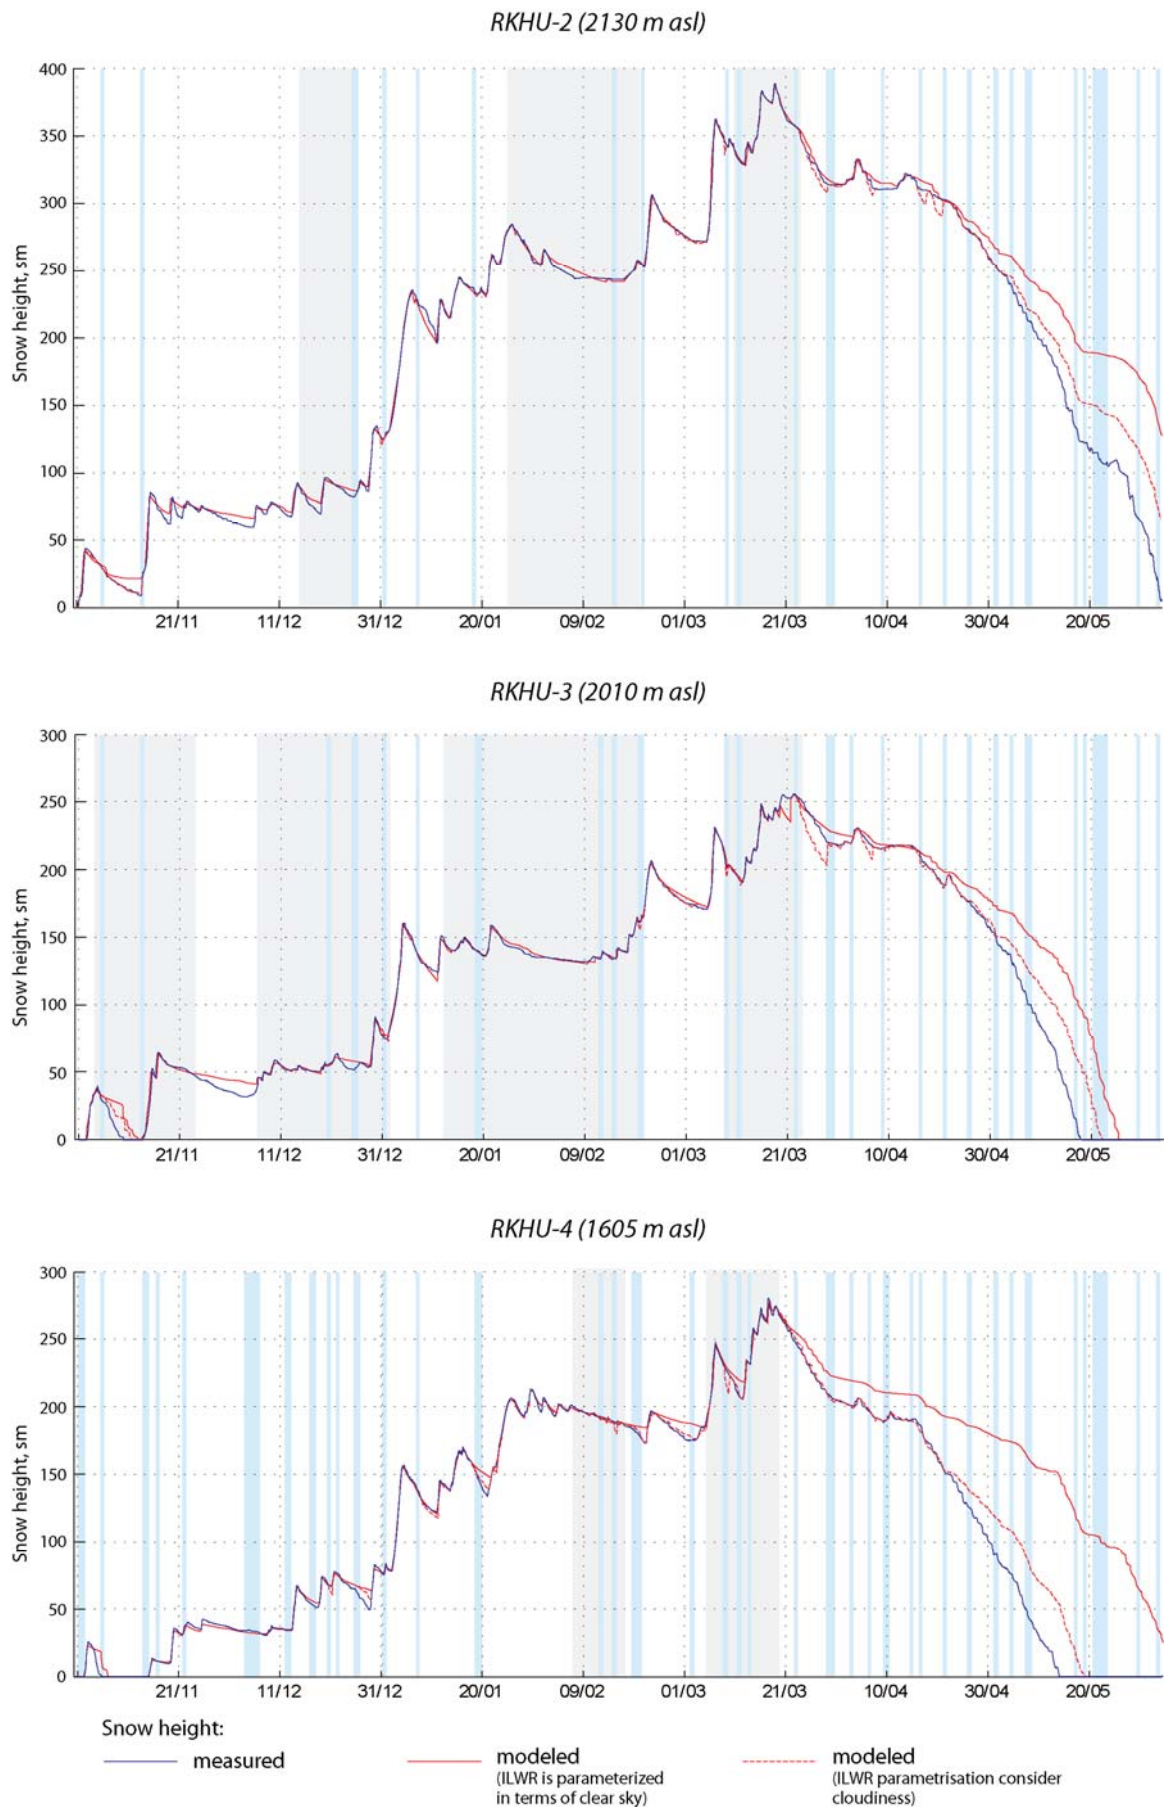 RKHU-2 (2130 m asl)
400
350
300
250
200
150
100
50
0
Snow height, sm
21/11 11/12 31/12 20/01 09/02 01/03 21/03 10/04 30/04 20/05
RKHU-3 (2010 m asl)
300
250
200
150
100
50
0
Snow height, sm
21/11 11/12 31/12 20/01 09/02 01/03 21/03 10/04 30/04 20/05
RKHU-4 (1605 m asl)
300
250
200
150
100
50
0
Snow height, sm
21/11 11/12 31/12 20/01 09/02 01/03 21/03 10/04 30/04 20/05
Snow height:
measured
modeled
(ILWR is parameterized
in terms of clear sky)
modeled
(ILWR parametrisation consider
cloudiness)